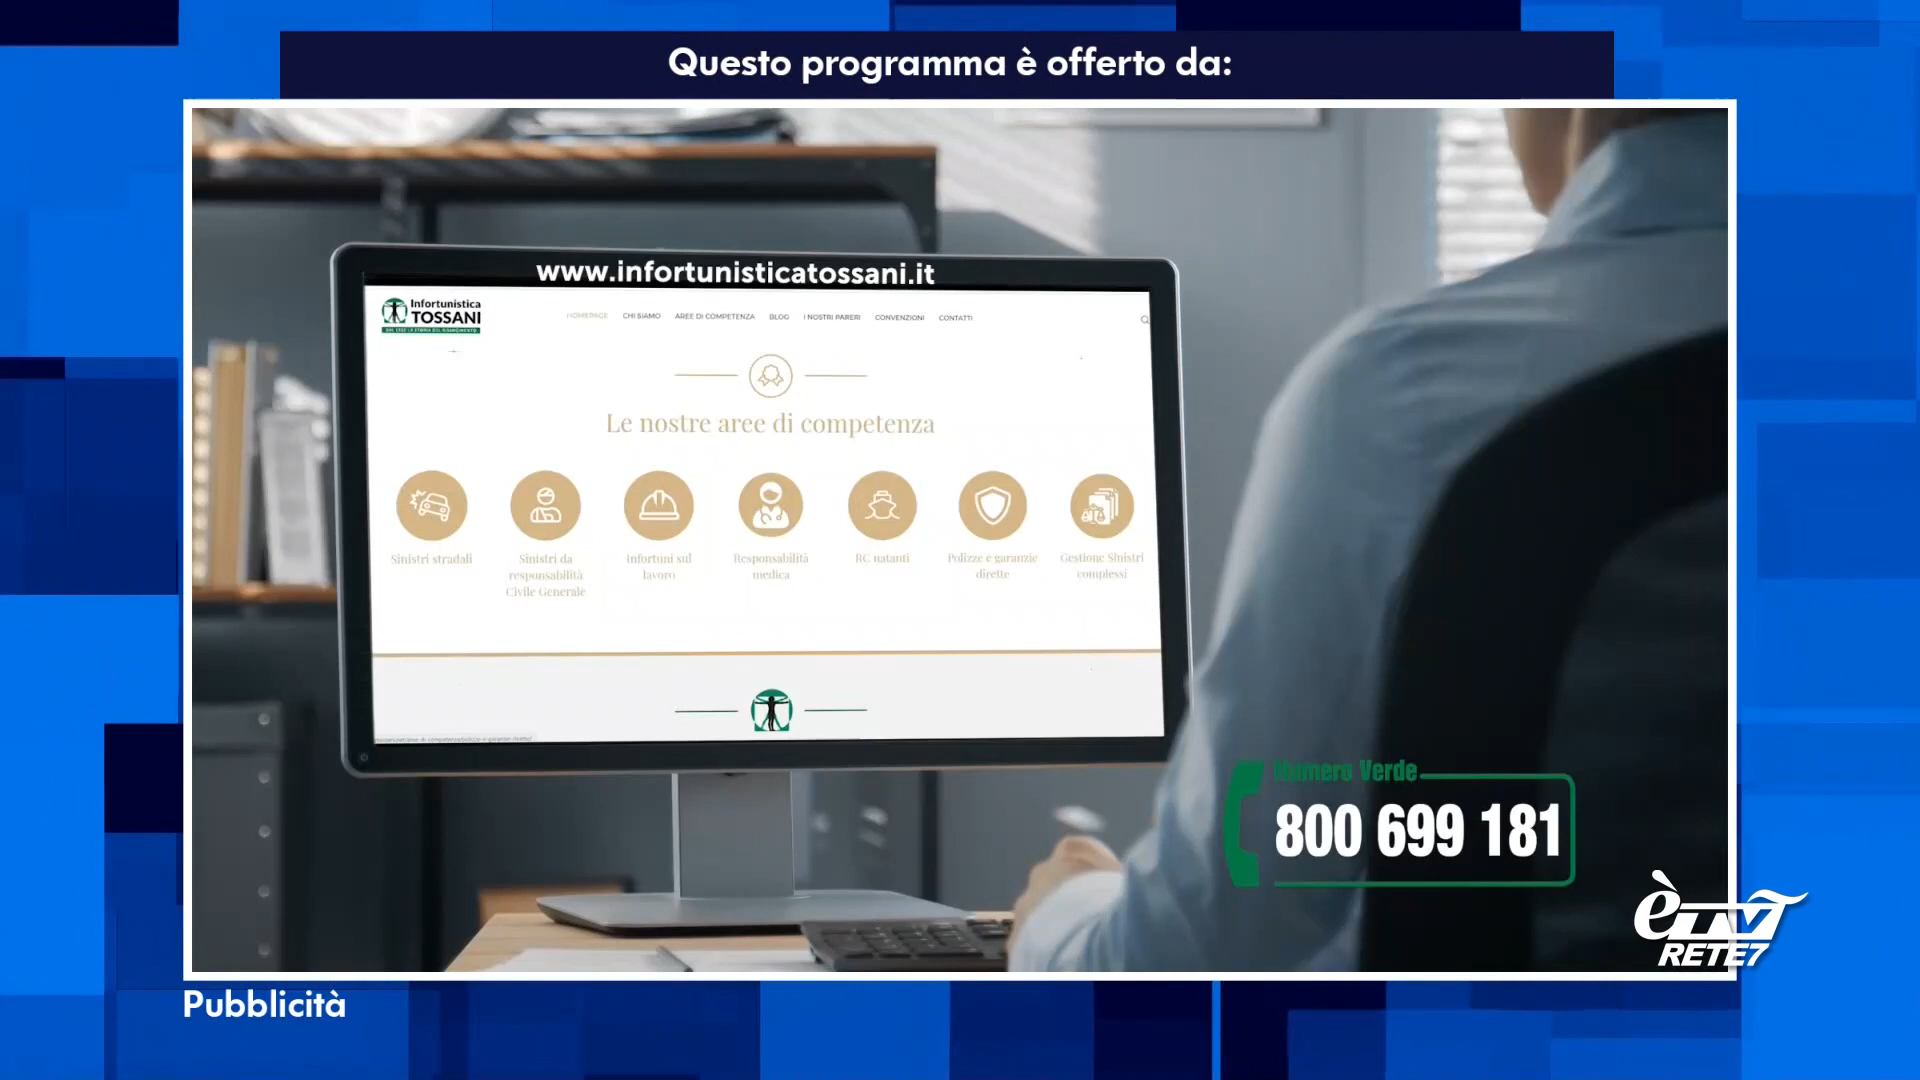 Questo programma è offerto da:
www.infortunisticatossani.it
Infortunistica
TOSSANI
HOMEPAGE CHI SIAMO AREE DI COMPETENZA BLOG I NOSTRI PARERI CONVENZIONI CONTATTI
Le nostre aree di competenza
Sinistri stradali
Sinistri da
responsabilità
Civile Generale
Infortuni sul
lavoro
Responsabilità
medica
RC natanti
Polizze e garanzie
dirette
Gestione Sinistri
complessi
Numero Verde
800 699 181
è LIVT
RETE7
Pubblicità